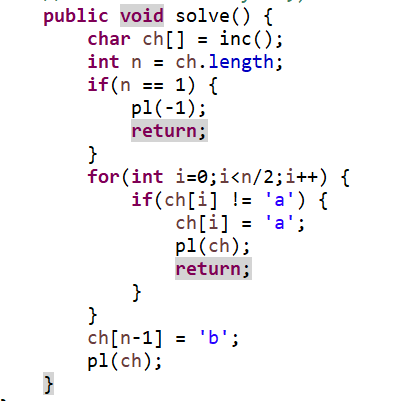 public void solve() {
char ch[] = inc();
int n = ch.length;
if(n == 1) {
pl(-1);
return;
}
for(int i=0;i<n/2;i++) {
if(ch[i] != 'a') {
ch[i] = 'a';
pl(ch);
return;
}
}
ch[n-1] = 'b';
pl(ch);
}